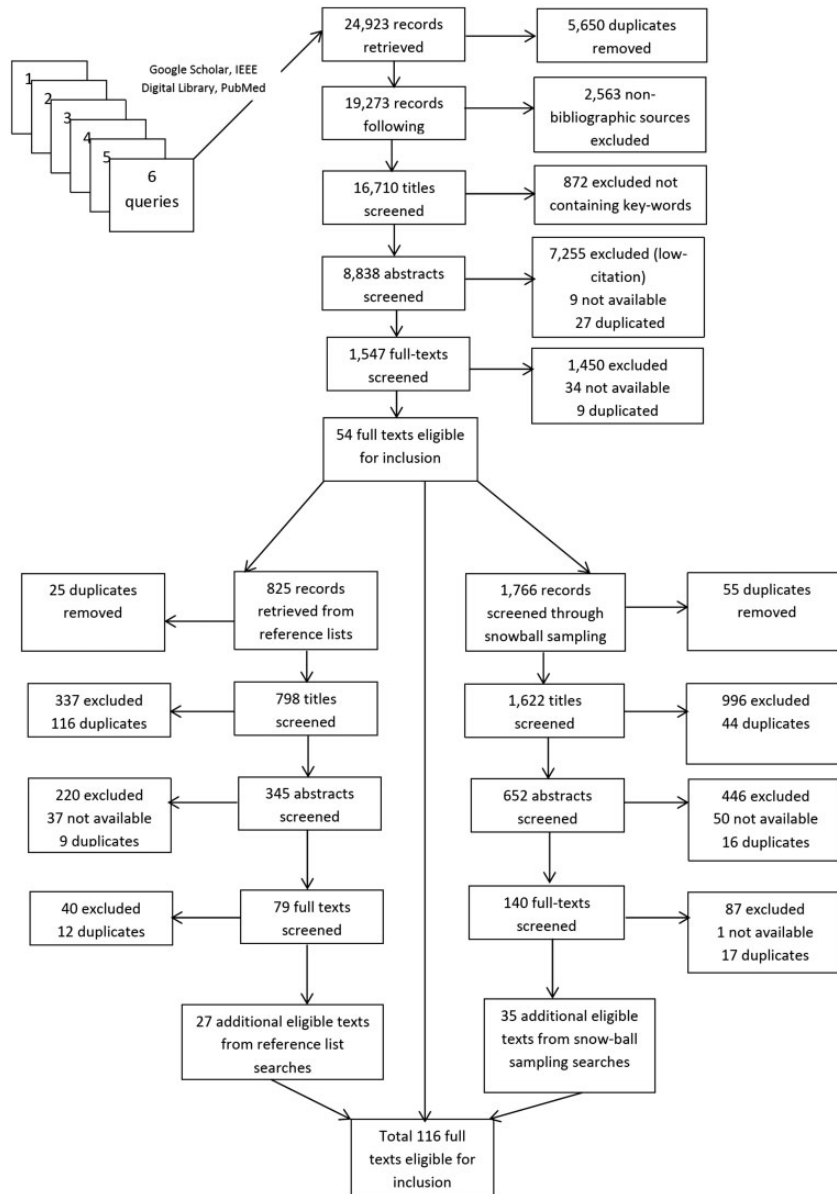 24,923 records
retrieved
5,650 duplicates
removed
Google Scholar, IEEE
Digital Library, PubMed
1
2
3
4
5
6
queries
19,273 records
following
2,563 non-
bibliographic sources
excluded
16,710 titles
screened
872 excluded not
containing key-words
8,838 abstracts
screened
7,255 excluded (low-
citation)
9 not available
27 duplicated
1,547 full-texts
screened
1,450 excluded
34 not available
9 duplicated
54 full texts eligible
for inclusion
25 duplicates
removed
825 records
retrieved from
reference lists
1,766 records
screened through
snowball sampling
55 duplicates
removed
337 excluded
116 duplicates
798 titles
screened
1,622 titles
screened
996 excluded
44 duplicates
220 excluded
37 not available
9 duplicates
345 abstracts
screened
652 abstracts
screened
446 excluded
50 not available
16 duplicates
40 excluded
12 duplicates
79 full texts
screened
140 full-texts
screened
87 excluded
1 not available
17 duplicates
27 additional eligible texts
from reference list
searches
35 additional eligible
texts from snow-ball
sampling searches
Total 116 full
texts eligible for
inclusion